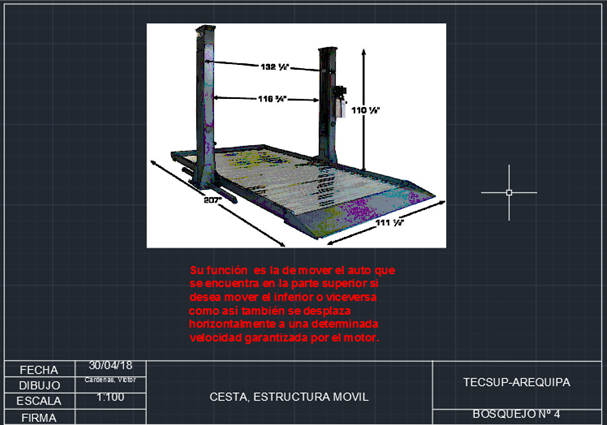 132 ½"
116 ¾"
110 ⅛"
207"
111 ½"
Su función es la de mover el auto que
se encuentra en la parte superior si
desea mover el inferior o viceversa
como así también se desplaza
horizontalmente a una determinada
velocidad garantizada por el motor.
FECHA 30/04/18
DIBUJO Cardenas, Victor
ESCALA 1:100
FIRMA
CESTA, ESTRUCTURA MOVIL
TECSUP-AREQUIPA
BOSQUEJO Nº 4